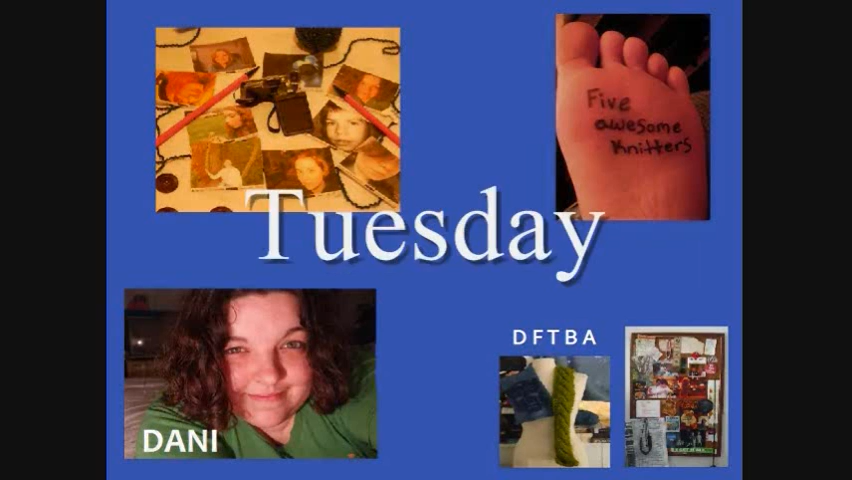 Five
awesome
Knitters
Tuesday
DFTBA
DANI